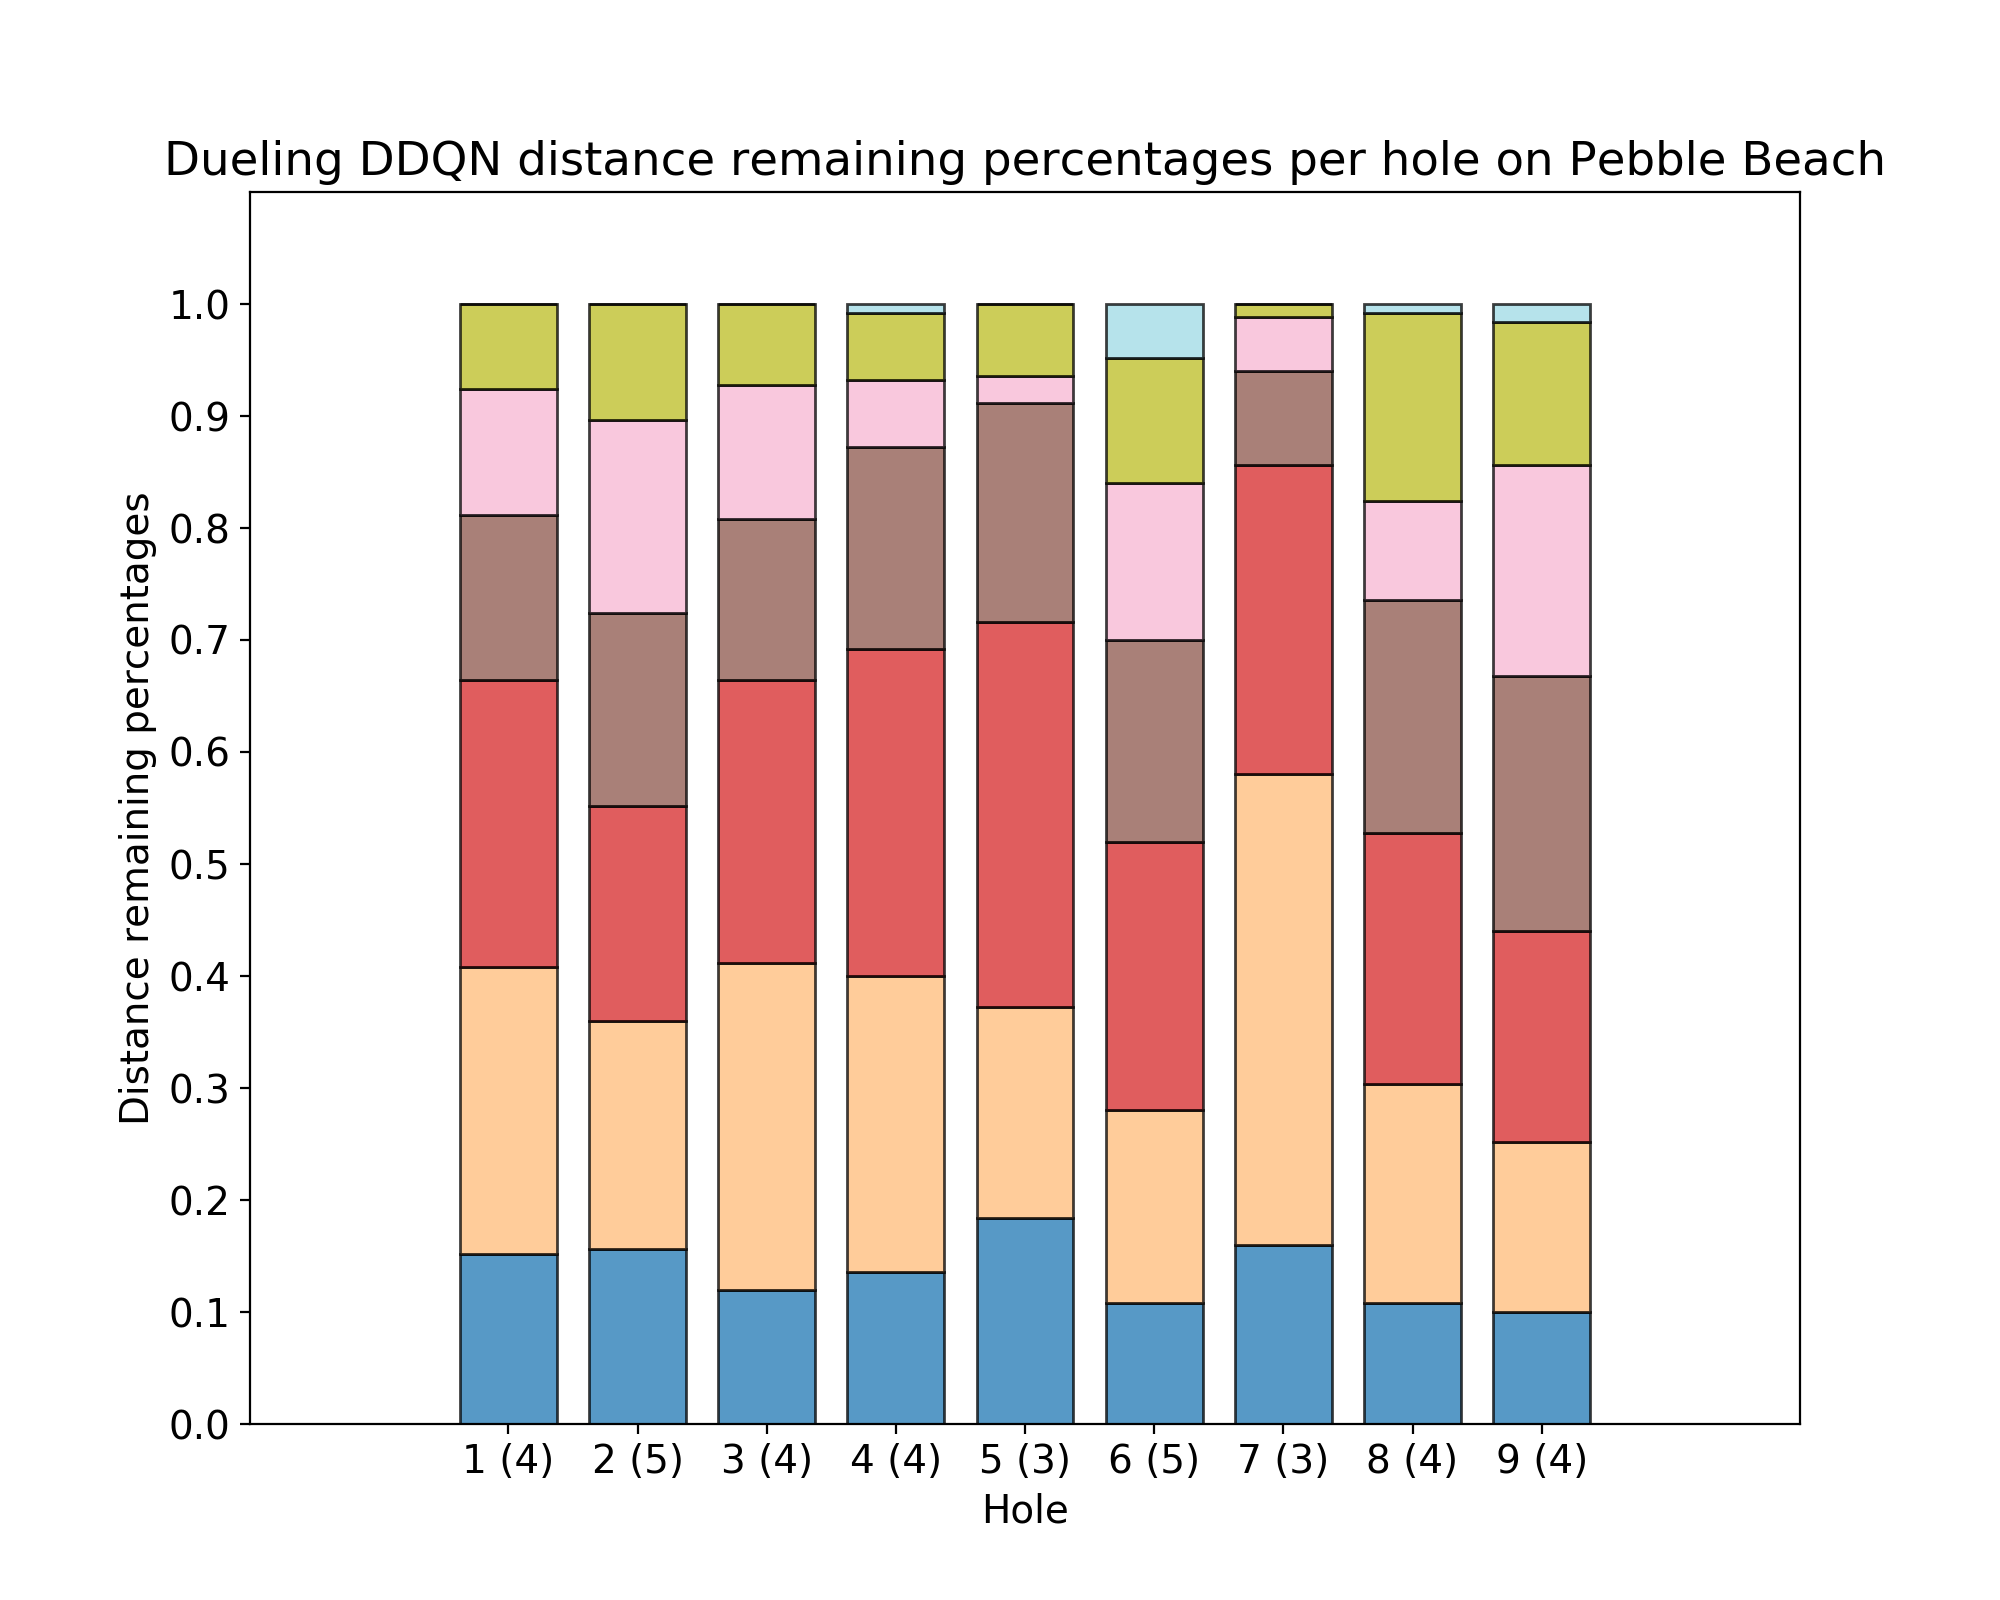 Dueling DDQN distance remaining percentages per hole on Pebble Beach
Distance remaining percentages
1.0
0.9
0.8
0.7
0.6
0.5
0.4
0.3
0.2
0.1
0.0
1 (4) 2 (5) 3 (4) 4 (4) 5 (3) 6 (5) 7 (3) 8 (4) 9 (4)
Hole